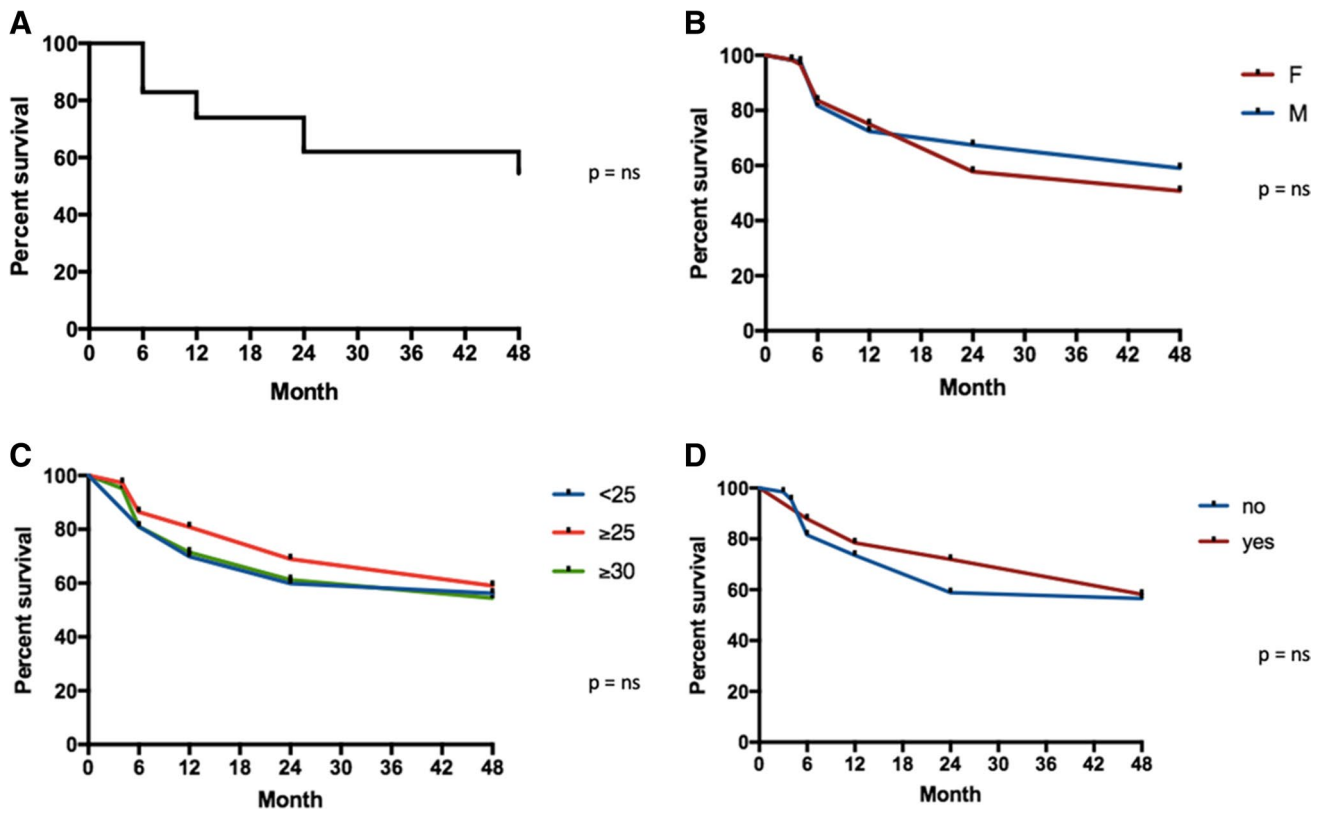 A
Percent survival
100
80
60
40
20
0
0 6 12 18 24 30 36 42 48
Month
p = ns
B
Percent survival
100
80
60
40
20
0
0 6 12 18 24 30 36 42 48
Month
F
M
p = ns
C
Percent survival
100
80
60
40
20
0
0 6 12 18 24 30 36 42 48
Month
<25
≥25
≥30
p = ns
D
Percent survival
100
80
60
40
20
0
0 6 12 18 24 30 36 42 48
Month
no
yes
p = ns